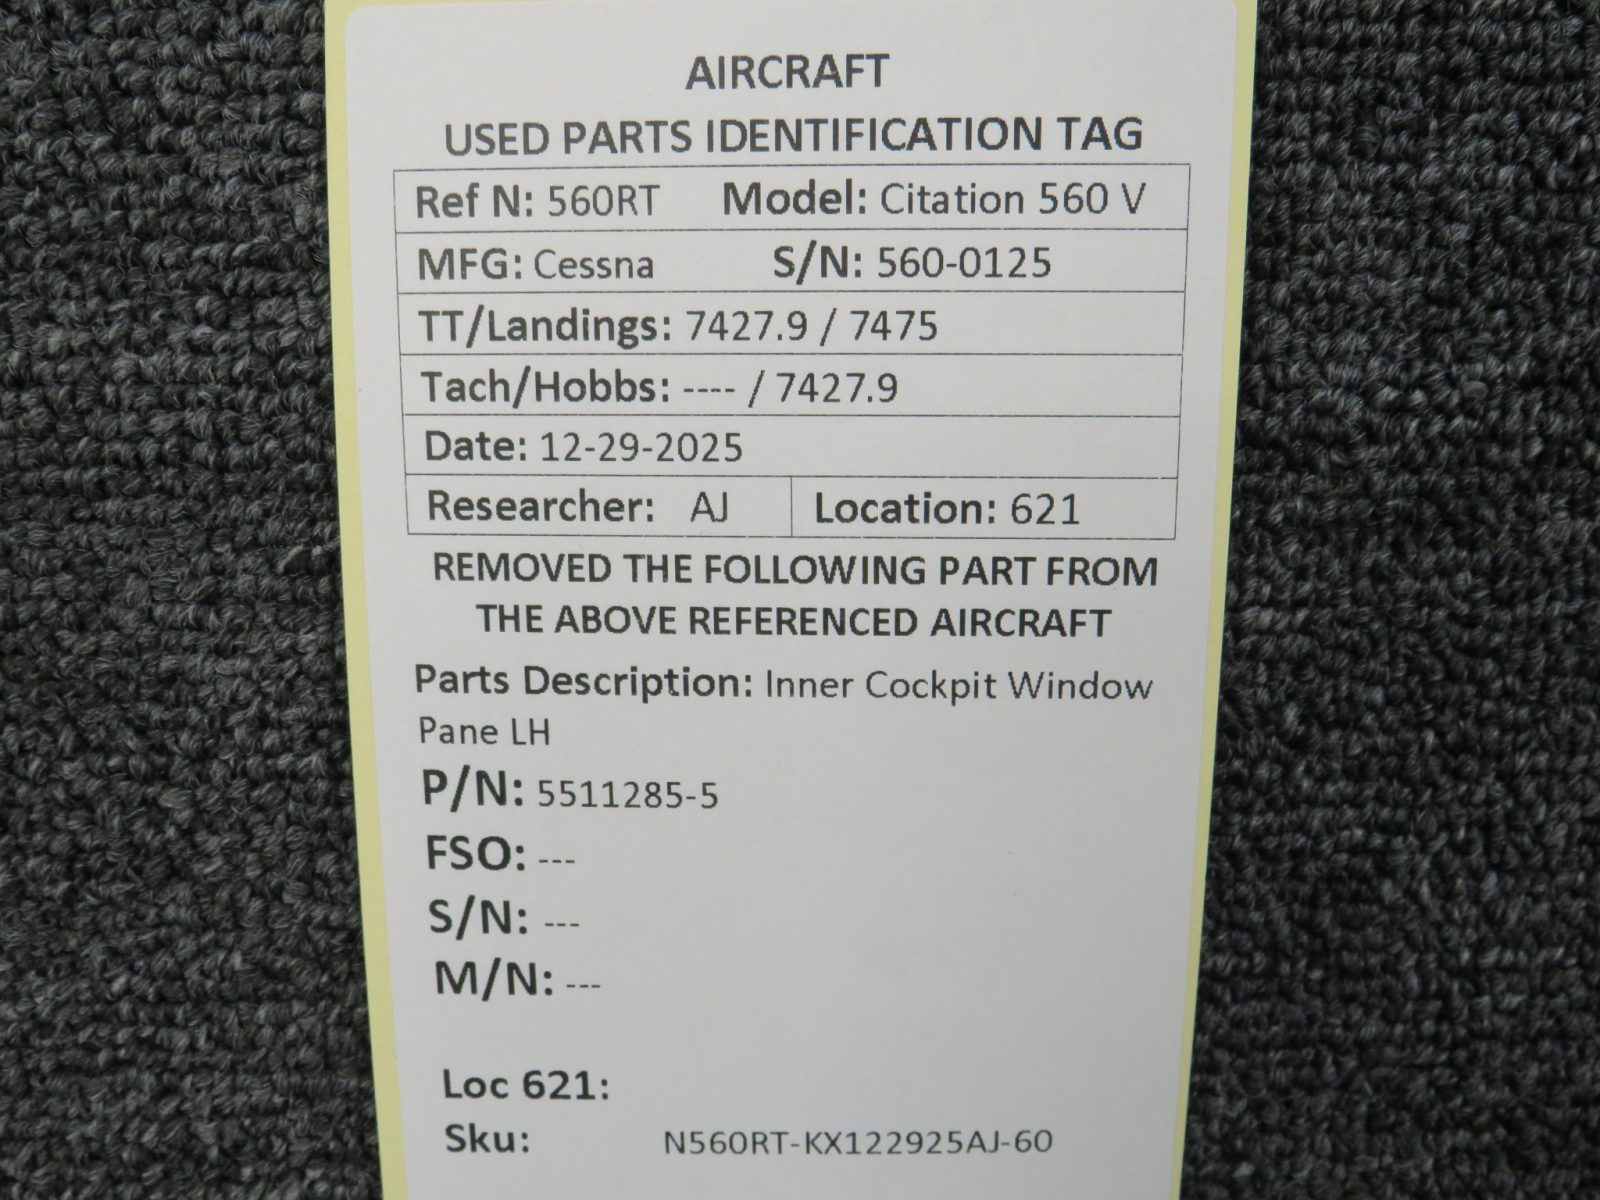 AIRCRAFT
USED PARTS IDENTIFICATION TAG
Ref N: 560RT Model: Citation 560 V
MFG: Cessna S/N: 560-0125
TT/Landings: 7427.9 / 7475
Tach/Hobbs: ---- / 7427.9
Date: 12-29-2025
Researcher: AJ Location: 621
REMOVED THE FOLLOWING PART FROM
THE ABOVE REFERENCED AIRCRAFT
Parts Description: Inner Cockpit Window
Pane LH
P/N: 5511285-5
FSO: ---
S/N: ---
M/N: ---
Loc 621:
Sku: N560RT-KX122925AJ-60